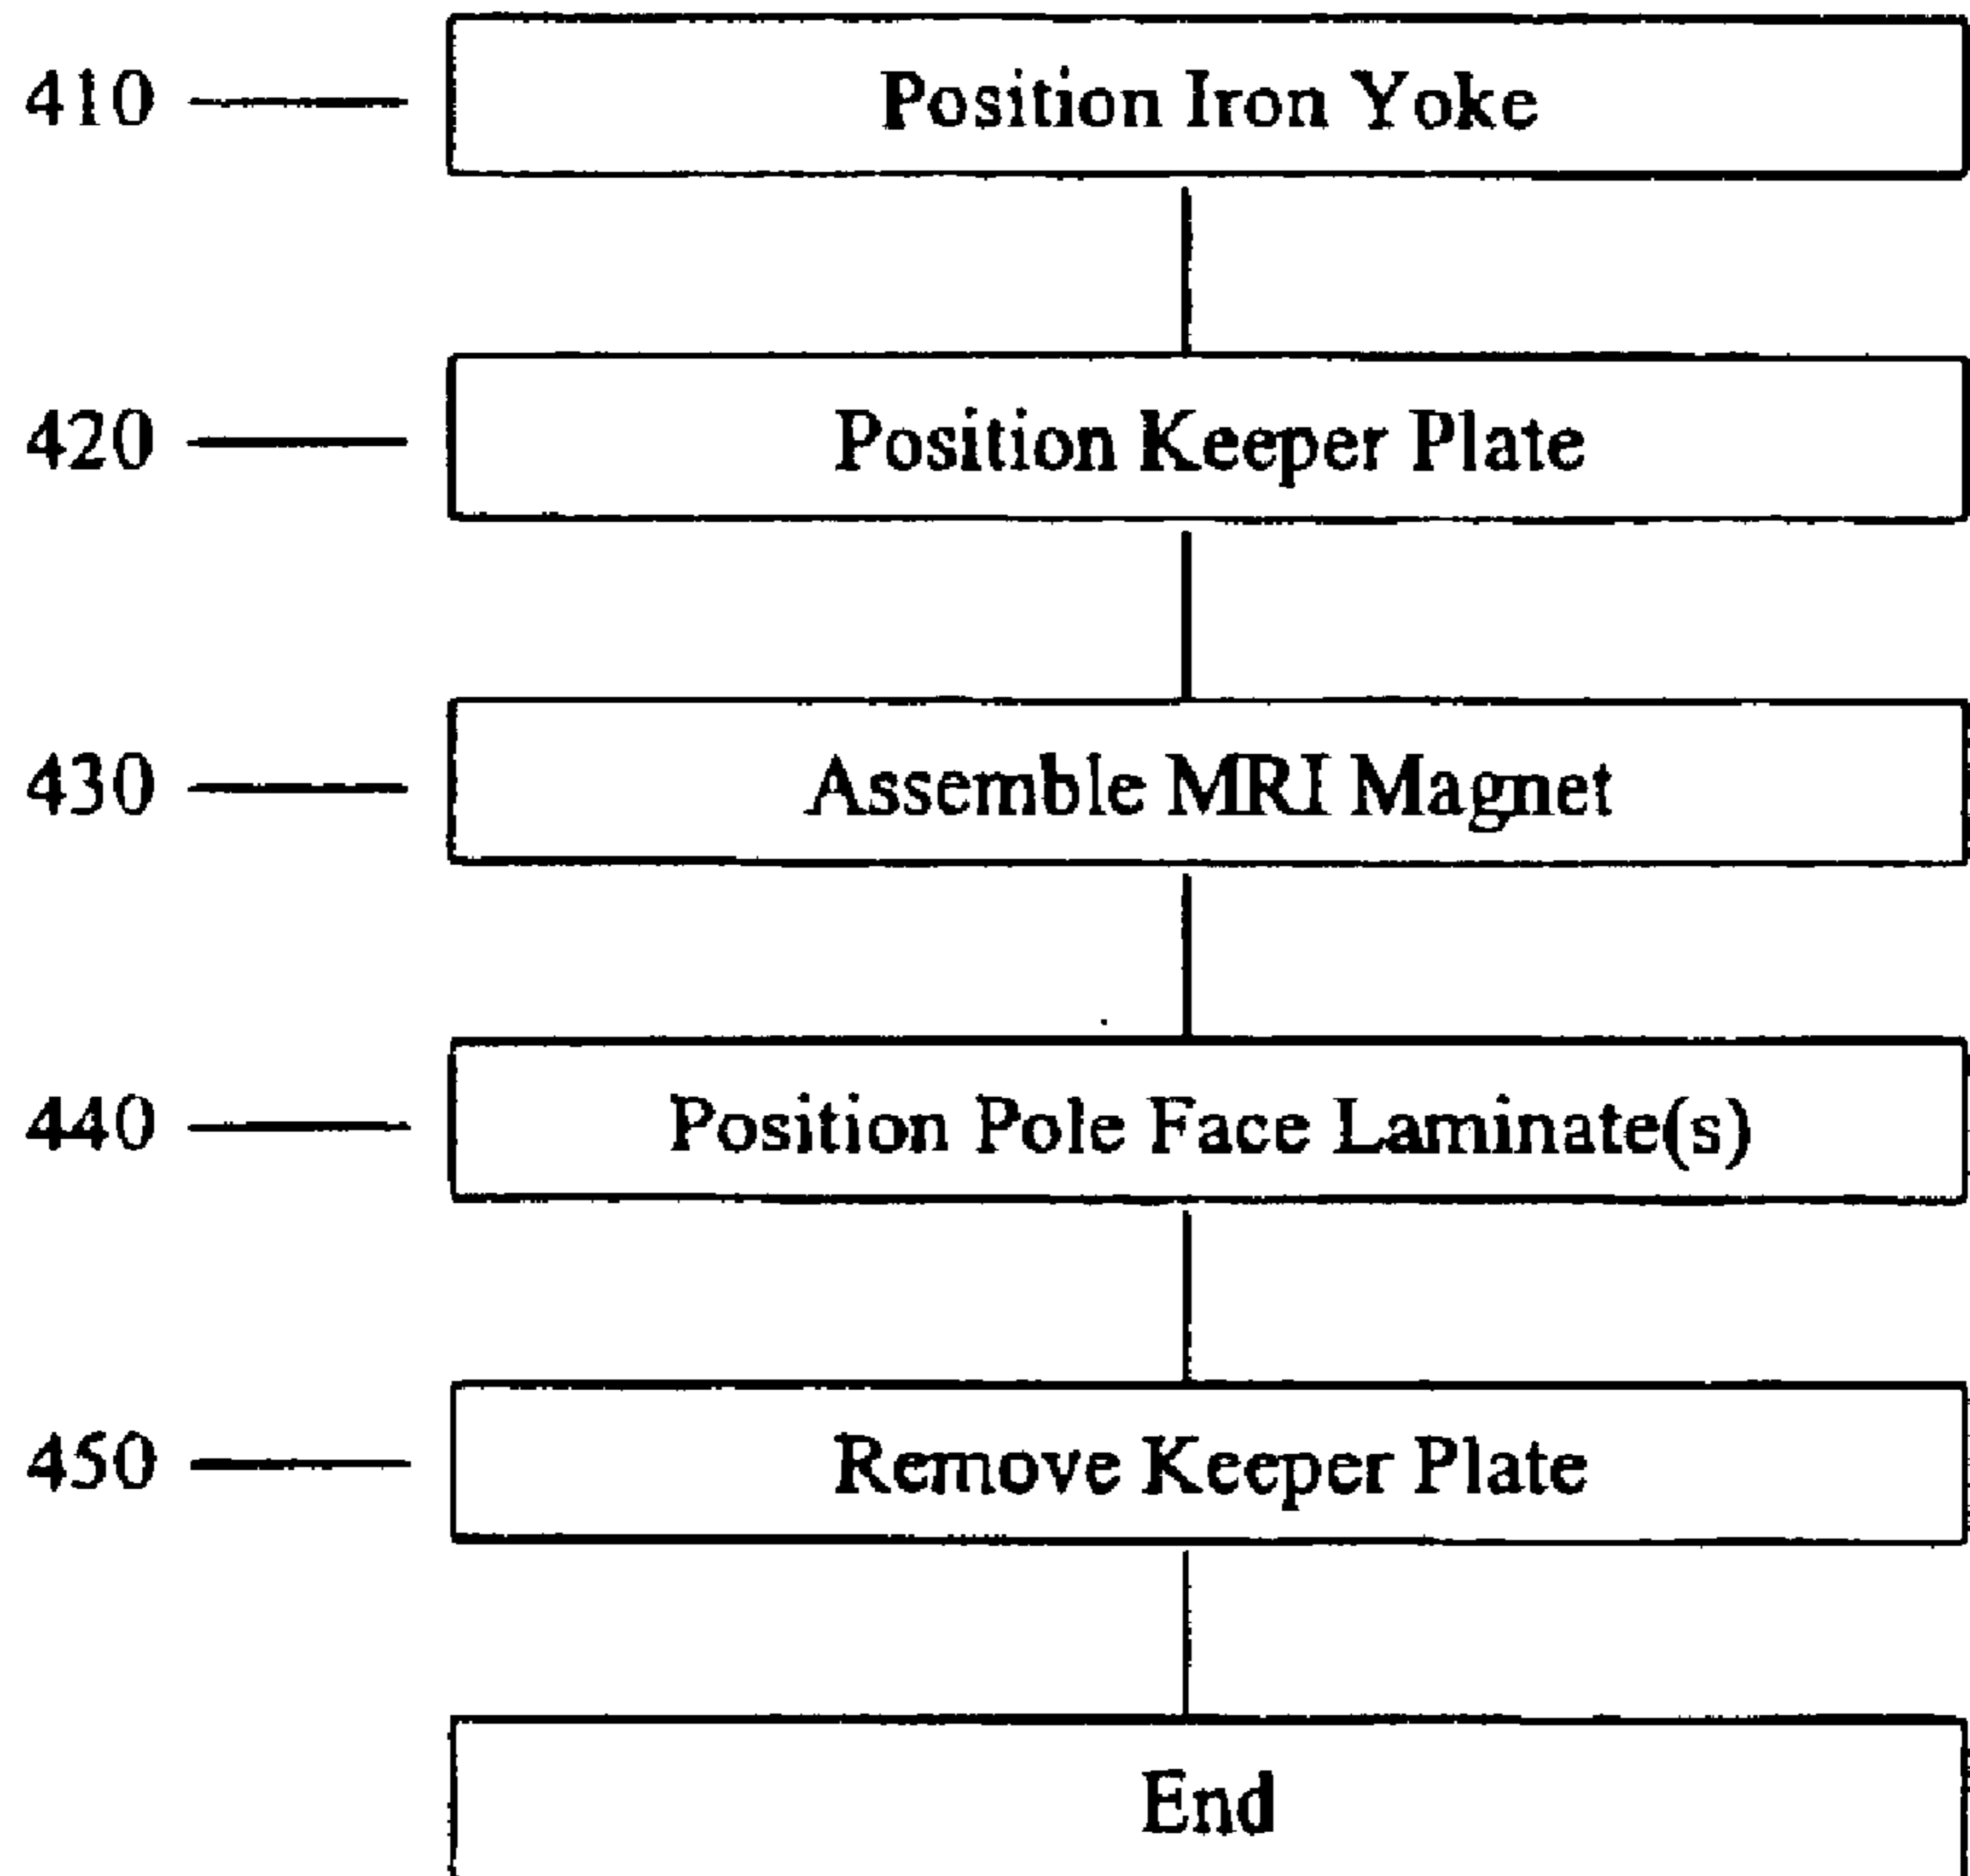 410 Position Iron Yoke
420 Position Keeper Plate
430 Assemble MRI Magnet
440 Position Pole Face Laminate(s)
450 Remove Keeper Plate
End